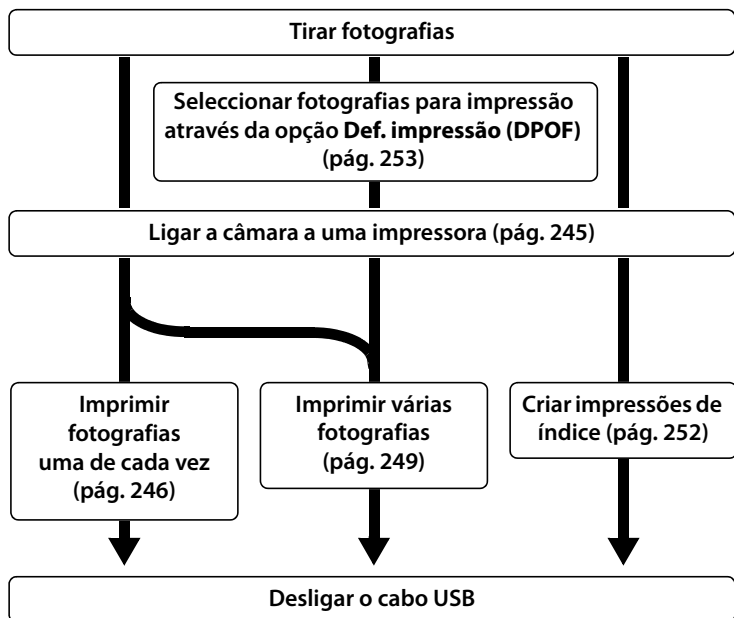 Tirar fotografias
Seleccionar fotografias para impressão
através da opção Def. impressão (DPOF)
(pág. 253)
Ligar a câmara a uma impressora (pág. 245)
Imprimir
fotografias
uma de cada vez
(pág. 246)
Imprimir várias
fotografias
(pág. 249)
Criar impressões de
índice (pág. 252)
Desligar o cabo USB